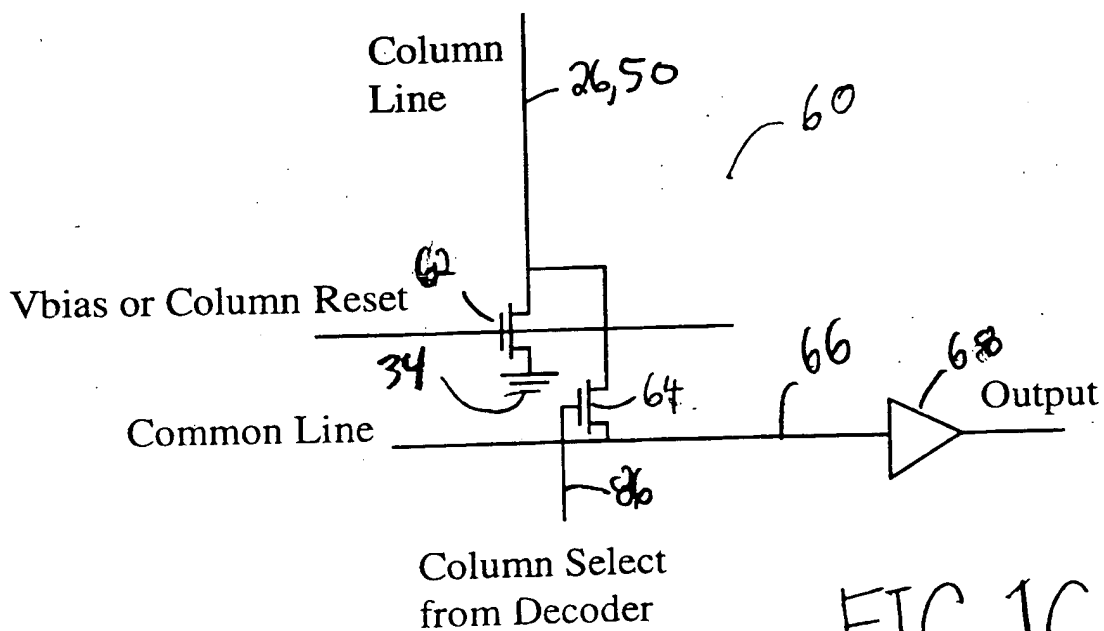 Column
Line
26,50
60
62
Vbias or Column Reset
34
66
68
64
Output
Common Line
Column Select
from Decoder
FIG 1C